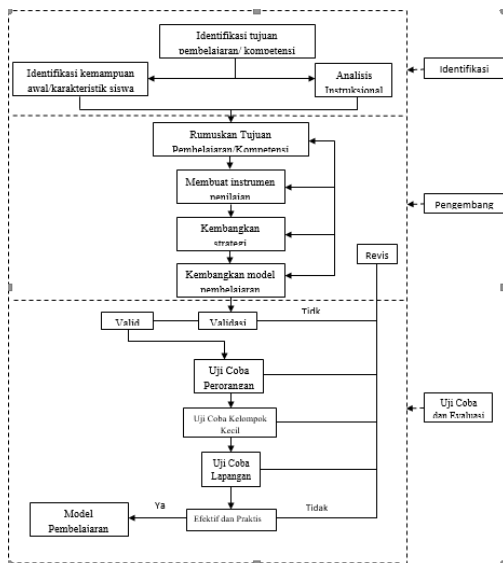 Identifikasi tujuan
pembelajaran/ kompetensi
Identifikasi kemampuan
awal/karakteristik siswa
Analisis
Instruksional
Identifikasi
Rumuskan Tujuan
Pembelajaran/Kompetensi
Membuat instrumen
penilaian
Pengembang
Kembangkan
strategi
Revis
Kembangkan model
pembelajaran
Valid
Validasi
Tidk
Uji Coba
Perorangan
Uji Coba Kelompok
Kecil
Uji Coba
dan Evaluasi
Uji Coba
Lapangan
Model
Pembelajaran
Ya
Efektif dan Praktis
Tidak